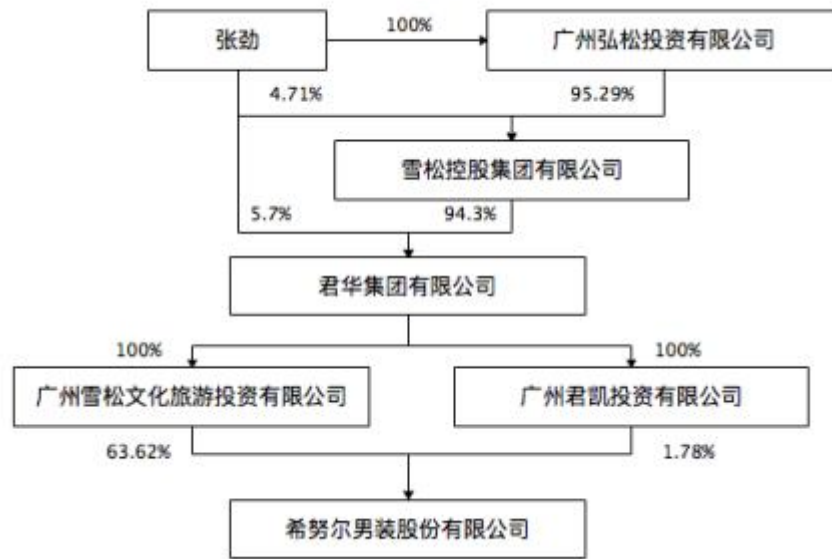 张劲
100%
广州弘松投资有限公司
4.71%
95.29%
雪松控股集团有限公司
5.7%
94.3%
君华集团有限公司
100%
100%
广州雪松文化旅游投资有限公司
广州君凯投资有限公司
63.62%
1.78%
希努尔男装股份有限公司